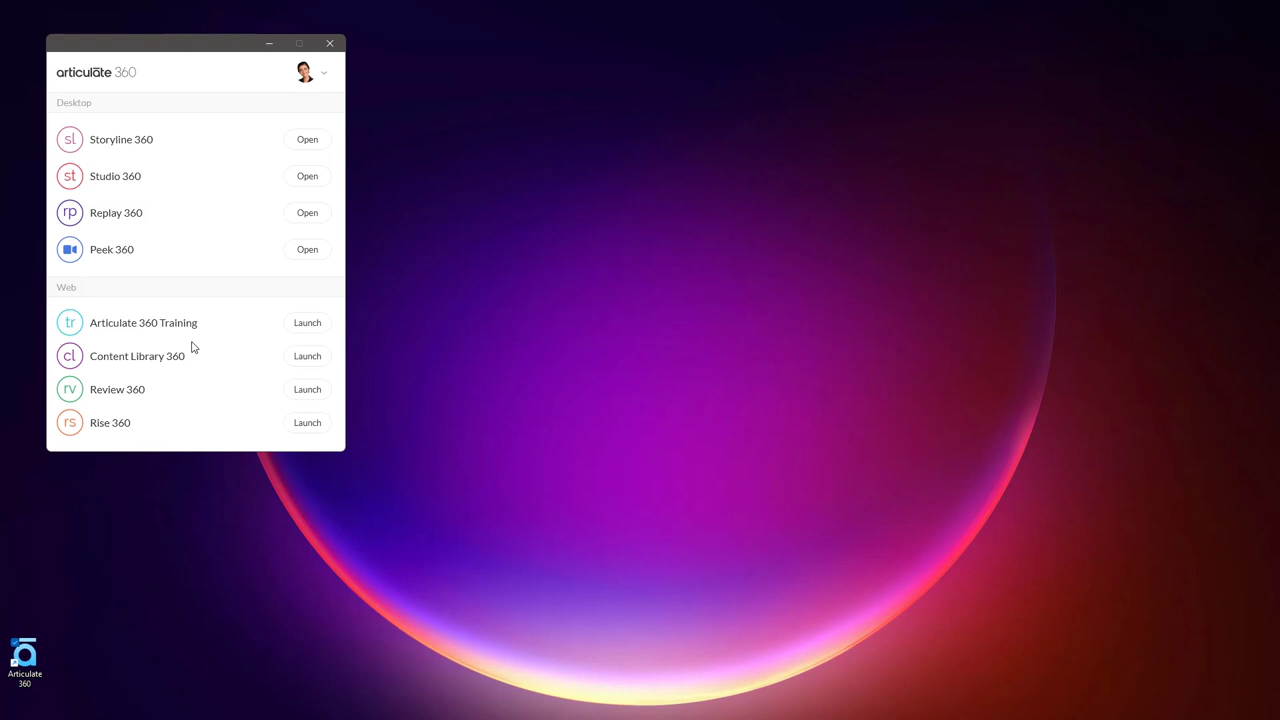 articulate 360
Desktop
sl Storyline 360 Open
st Studio 360 Open
rp Replay 360 Open
Peek 360 Open
Web
tr Articulate 360 Training Launch
cl Content Library 360 Launch
rv Review 360 Launch
rs Rise 360 Launch
Articulate
360